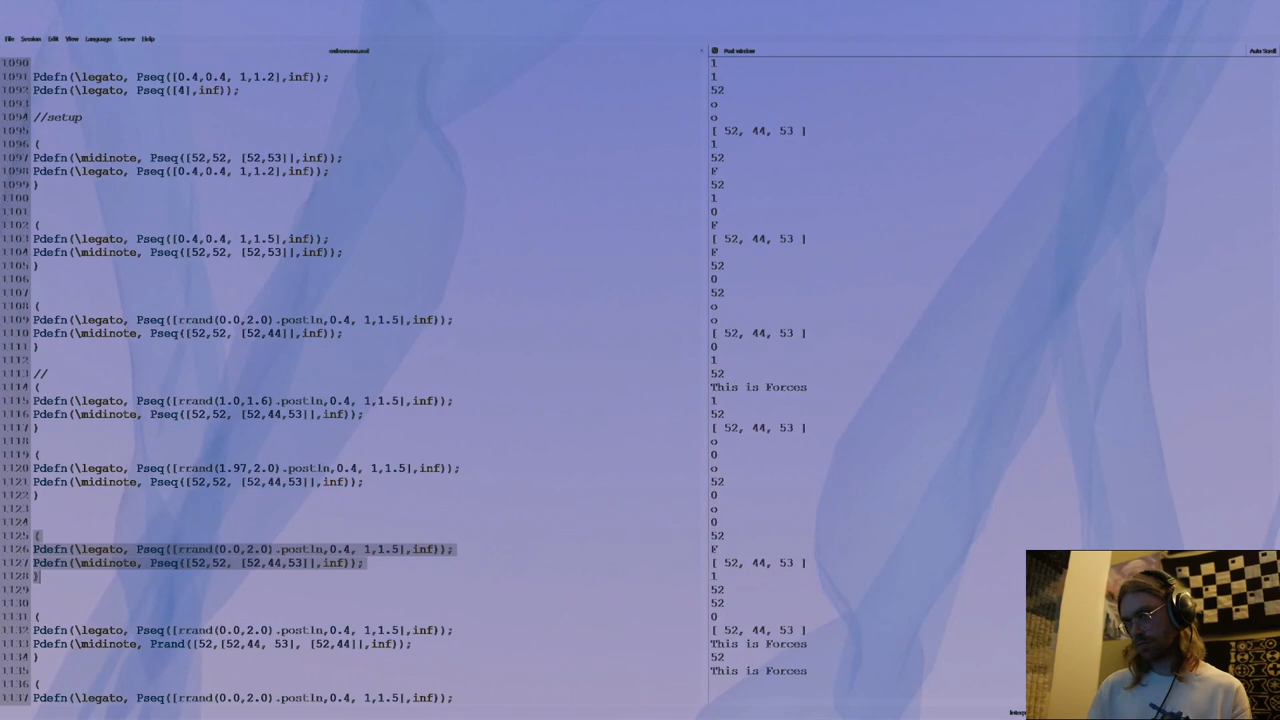 File Session Edit View Language Server Help
Post window
Auto Scroll
1090
1091 Pdefn(\legato, Pseq([0.4,0.4, 1,1.2],inf));
1092 Pdefn(\legato, Pseq([4],inf));
1093
1094 //setup
1095
1096 (
1097 Pdefn(\midinote, Pseq([52,52, [52,53]],inf));
1098 Pdefn(\legato, Pseq([0.4,0.4, 1,1.2],inf));
1099 )
1100
1101
1102 (
1103 Pdefn(\legato, Pseq([0.4,0.4, 1,1.5],inf));
1104 Pdefn(\midinote, Pseq([52,52, [52,53]],inf));
1105 )
1106
1107
1108 (
1109 Pdefn(\legato, Pseq([rrand(0.0,2.0).postln,0.4, 1,1.5],inf));
1110 Pdefn(\midinote, Pseq([52,52, [52,44]],inf));
1111 )
1112
1113 //
1114 (
1115 Pdefn(\legato, Pseq([rrand(1.0,1.6).postln,0.4, 1,1.5],inf));
1116 Pdefn(\midinote, Pseq([52,52, [52,44,53]],inf));
1117 )
1118
1119 (
1120 Pdefn(\legato, Pseq([rrand(1.97,2.0).postln,0.4, 1,1.5],inf));
1121 Pdefn(\midinote, Pseq([52,52, [52,44,53]],inf));
1122 )
1123
1124
1125 (
1126 Pdefn(\legato, Pseq([rrand(0.0,2.0).postln,0.4, 1,1.5],inf));
1127 Pdefn(\midinote, Pseq([52,52, [52,44,53]],inf));
1128 )
1129
1130
1131 (
1132 Pdefn(\legato, Pseq([rrand(0.0,2.0).postln,0.4, 1,1.5],inf));
1133 Pdefn(\midinote, Prand([52,[52,44, 53], [52,44]],inf));
1134 )
1135
1136 (
1137 Pdefn(\legato, Pseq([rrand(0.0,2.0).postln,0.4, 1,1.5],inf));
1
1
52
o
o
[ 52, 44, 53 ]
1
52
F
52
1
0
F
[ 52, 44, 53 ]
F
52
0
52
o
o
[ 52, 44, 53 ]
0
1
52
This is Forces
1
52
[ 52, 44, 53 ]
o
0
o
52
0
o
0
52
F
[ 52, 44, 53 ]
1
52
52
0
[ 52, 44, 53 ]
This is Forces
52
This is Forces